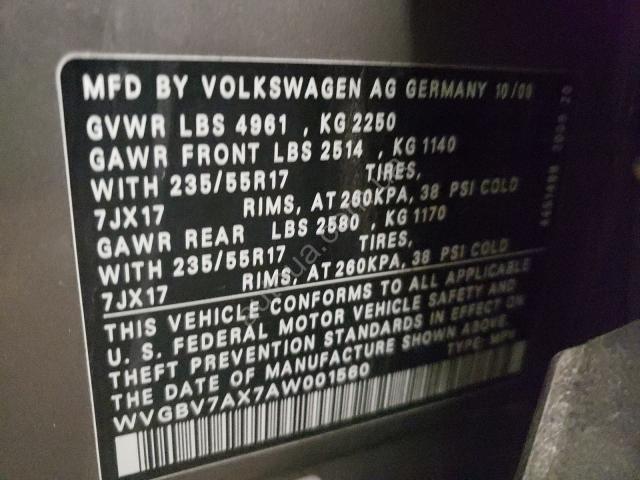 MFD BY VOLKSWAGEN AG GERMANY 10/08
GVWR LBS 4961 , KG 2250
GAWR FRONT LBS 2514 , KG 1140
WITH 235/55R17 TIRES,
7JX17 RIMS, AT 260KPA, 38 PSI COLD
GAWR REAR LBS 2580 , KG 1170
WITH 235/55R17 TIRES,
7JX17 RIMS, AT 260KPA, 38 PSI COLD
THIS VEHICLE CONFORMS TO ALL APPLICABLE
U. S. FEDERAL MOTOR VEHICLE SAFETY AND
THEFT PREVENTION STANDARDS IN EFFECT ON
THE DATE OF MANUFACTURE SHOWN ABOVE.
WVGBV7AX7AW001560 TYPE: MPV